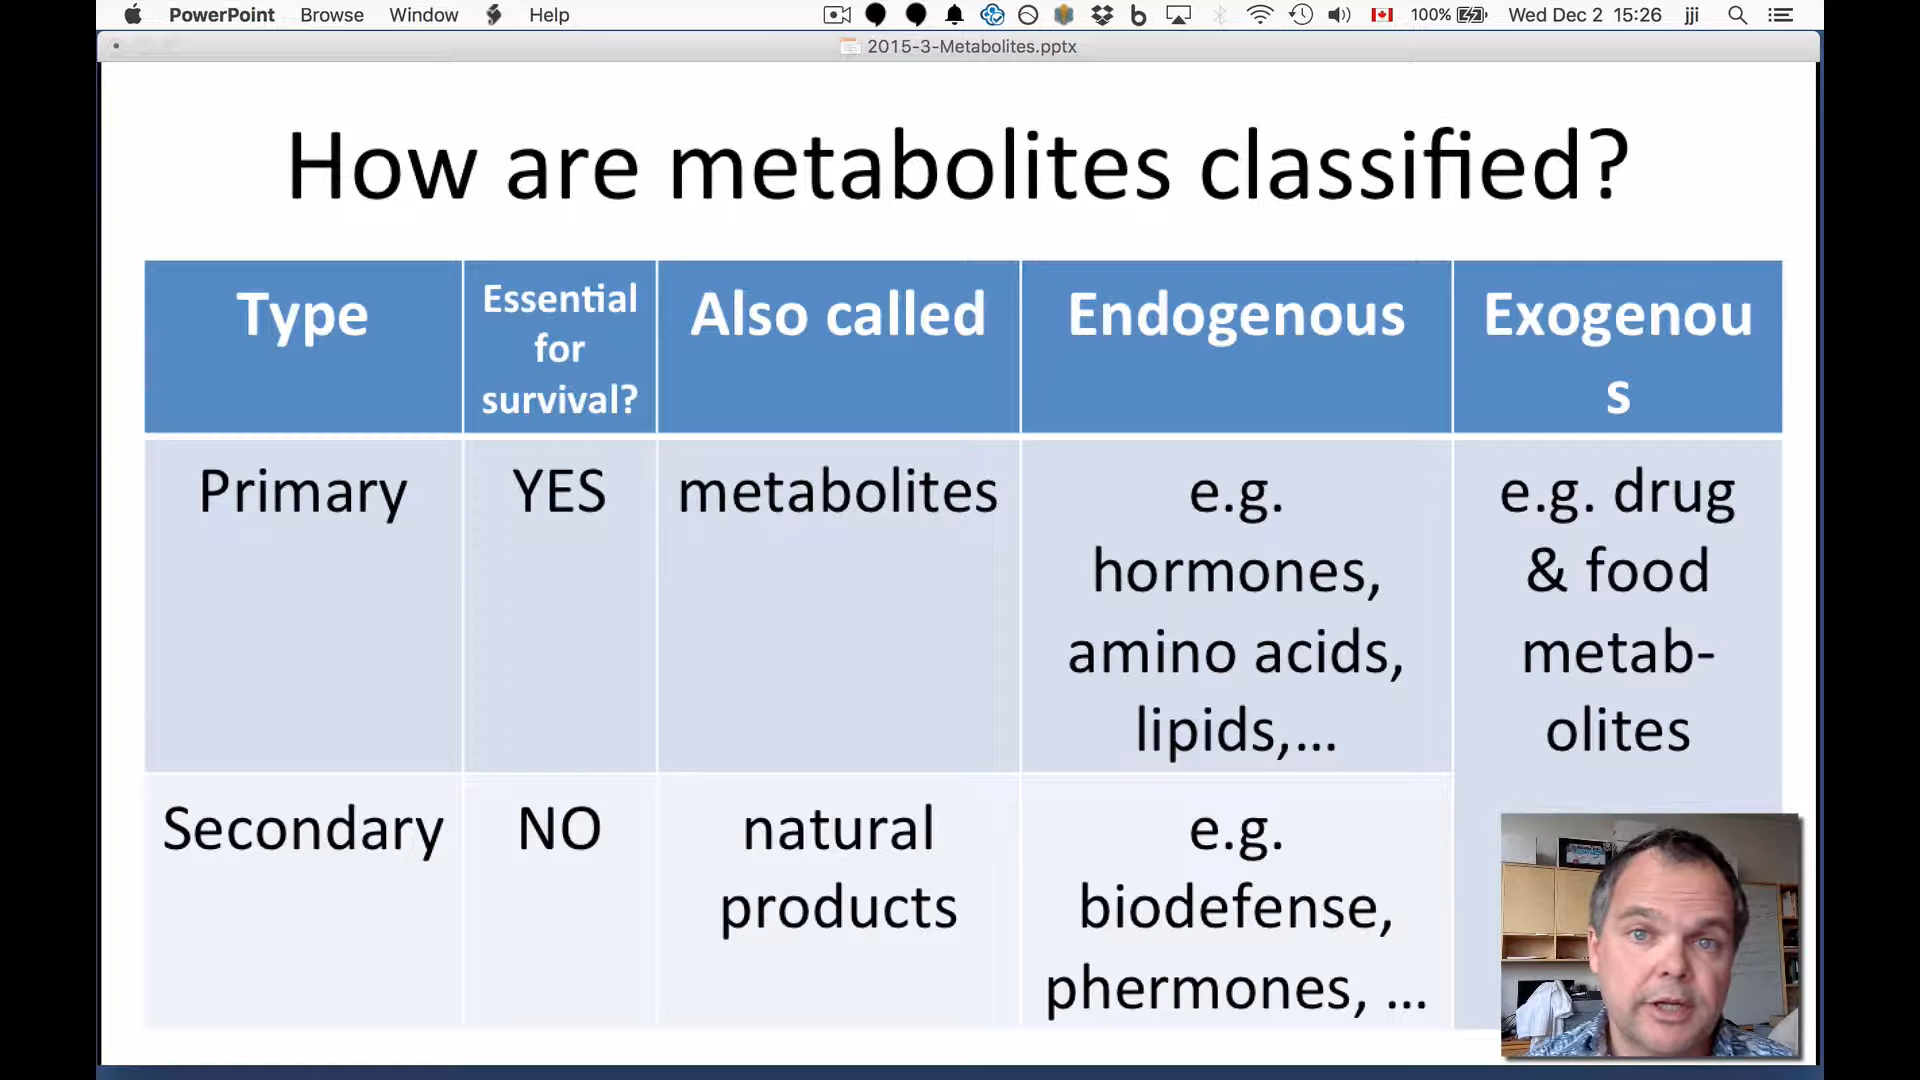 PowerPoint Browse Window Help 100% Wed Dec 2 15:26 jji
2015-3-Metabolites.pptx
How are metabolites classified?
Type
Essential
for
survival?
Also called
Endogenous
Exogenou
s
Primary
YES
metabolites
e.g.
hormones,
amino acids,
lipids,...
e.g. drug
& food
metab-
olites
Secondary
NO
natural
products
e.g.
biodefense,
phermones, ...